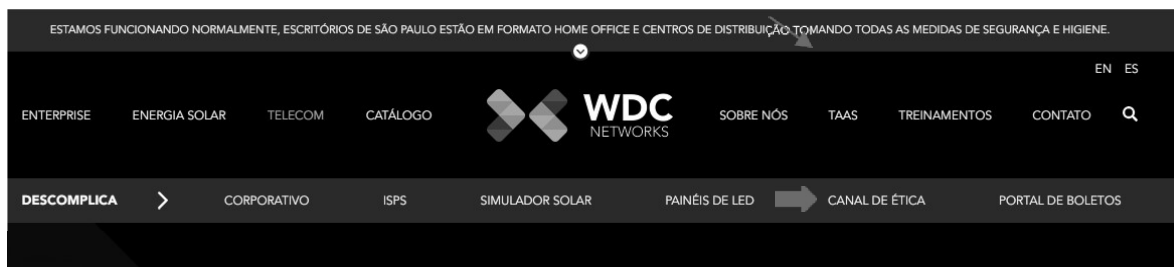 ESTAMOS FUNCIONANDO NORMALMENTE, ESCRITÓRIOS DE SÃO PAULO ESTÃO EM FORMATO HOME OFFICE E CENTROS DE DISTRIBUIÇÃO TOMANDO TODAS AS MEDIDAS DE SEGURANÇA E HIGIENE.
EN ES
ENTERPRISE ENERGIA SOLAR TELECOM CATÁLOGO WDC NETWORKS SOBRE NÓS TAAS TREINAMENTOS CONTATO
DESCOMPLICA CORPORATIVO ISPS SIMULADOR SOLAR PAINÉIS DE LED CANAL DE ÉTICA PORTAL DE BOLETOS